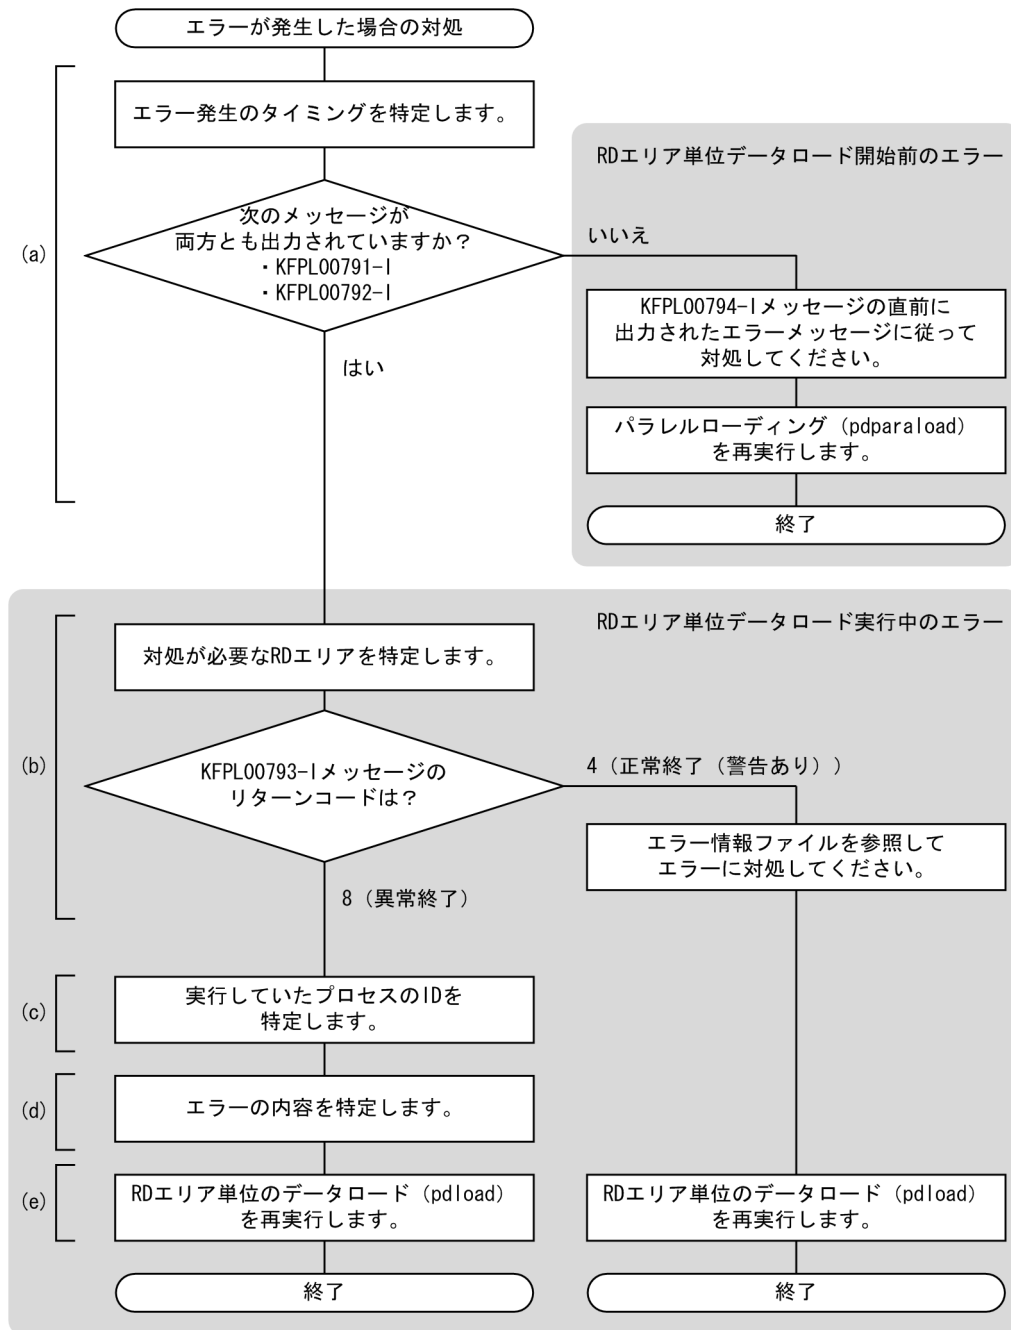 エラーが発生した場合の対処
(a)
エラー発生のタイミングを特定します。
次のメッセージが
両方とも出力されていますか？
・KFPL00791-I
・KFPL00792-I
はい
いいえ
RDエリア単位データロード開始前のエラー
KFPL00794-Iメッセージの直前に
出力されたエラーメッセージに従って
対処してください。
パラレルローディング（pdparaload）
を再実行します。
終了
RDエリア単位データロード実行中のエラー
(b)
対処が必要なRDエリアを特定します。
KFPL00793-Iメッセージの
リターンコードは？
4（正常終了（警告あり））
エラー情報ファイルを参照して
エラーに対処してください。
8（異常終了）
(c)
実行していたプロセスのIDを
特定します。
(d)
エラーの内容を特定します。
(e)
RDエリア単位のデータロード（pdload）
を再実行します。
RDエリア単位のデータロード（pdload）
を再実行します。
終了
終了